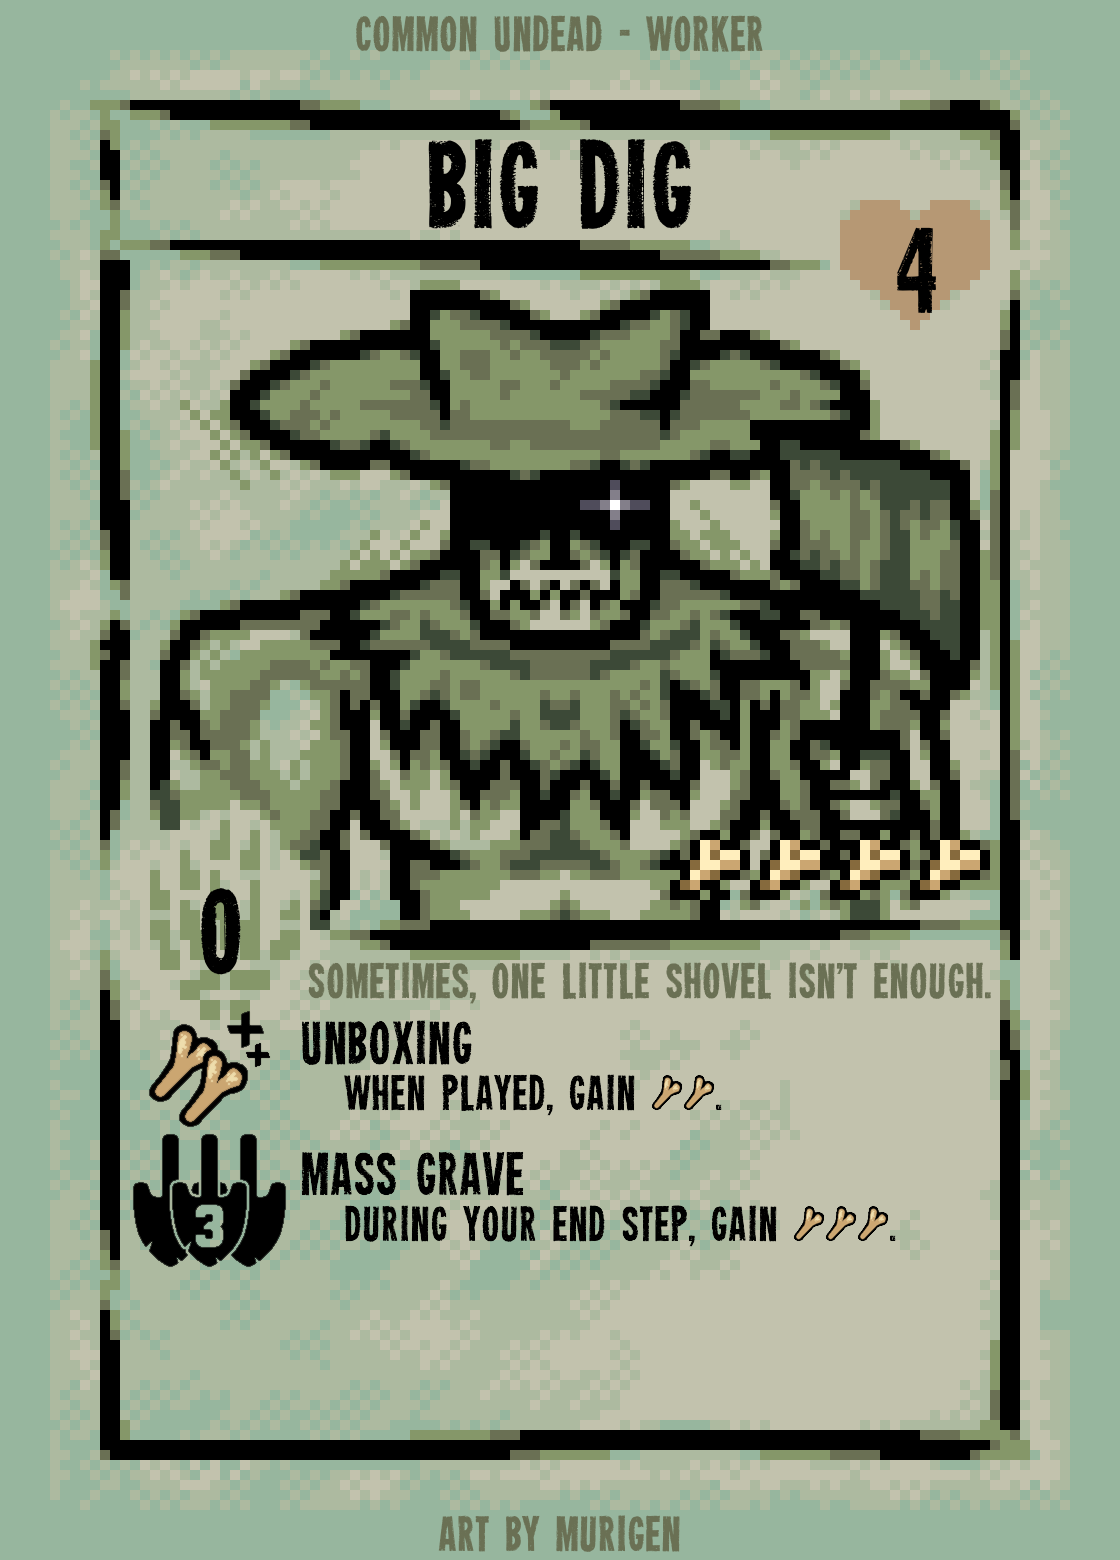 COMMON UNDEAD - WORKER
BIG DIG
4
0
SOMETIMES, ONE LITTLE SHOVEL ISN'T ENOUGH.
UNBOXING
WHEN PLAYED, GAIN .
MASS GRAVE
3
DURING YOUR END STEP, GAIN .
ART BY MURIGEN